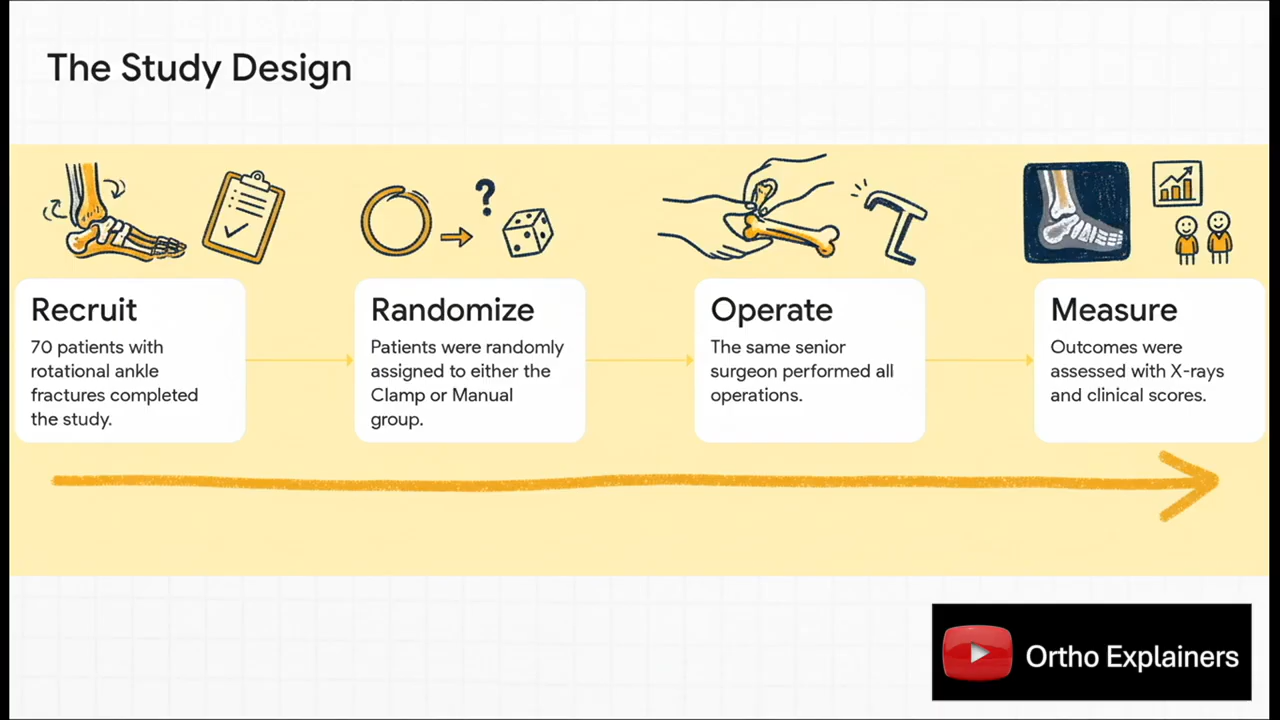 The Study Design
Recruit
70 patients with
rotational ankle
fractures completed
the study.
Randomize
Patients were randomly
assigned to either the
Clamp or Manual
group.
Operate
The same senior
surgeon performed all
operations.
Measure
Outcomes were
assessed with X-rays
and clinical scores.
?
Ortho Explainers